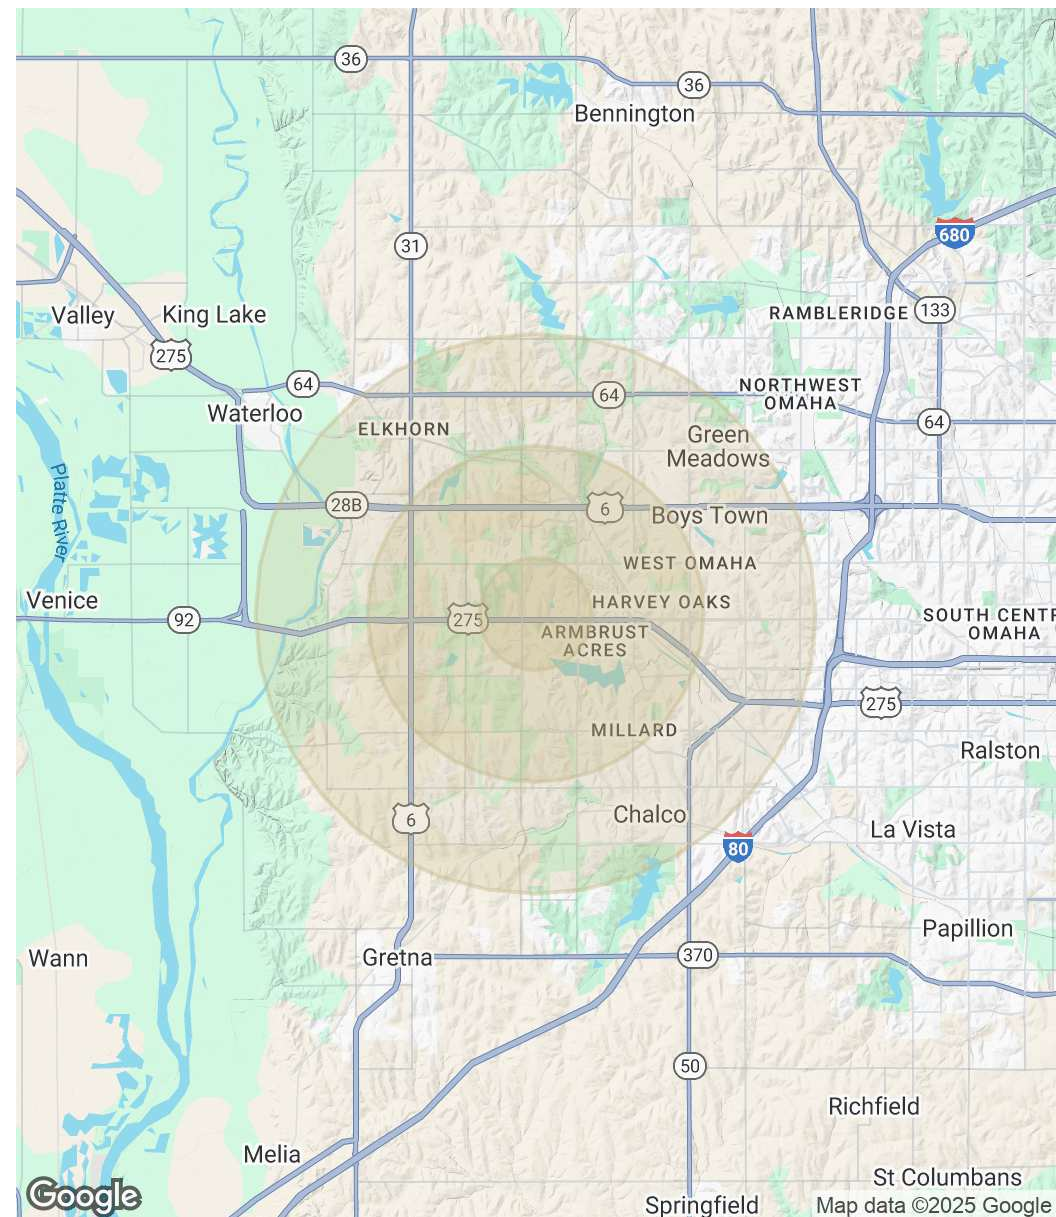 36
36
Bennington
680
31
Valley
King Lake
RAMBLERIDGE
133
275
64
64
NORTHWEST
OMAHA
Waterloo
ELKHORN
64
Green
Meadows
Platte River
28B
6
Boys Town
WEST OMAHA
Venice
92
275
HARVEY OAKS
ARMBRUST
ACRES
SOUTH CENTR
OMAHA
275
MILLARD
Ralston
6
Chalco
80
La Vista
Papillion
Wann
Gretna
370
50
Richfield
Melia
St Columbans
Springfield
Google
Map data ©2025 Google